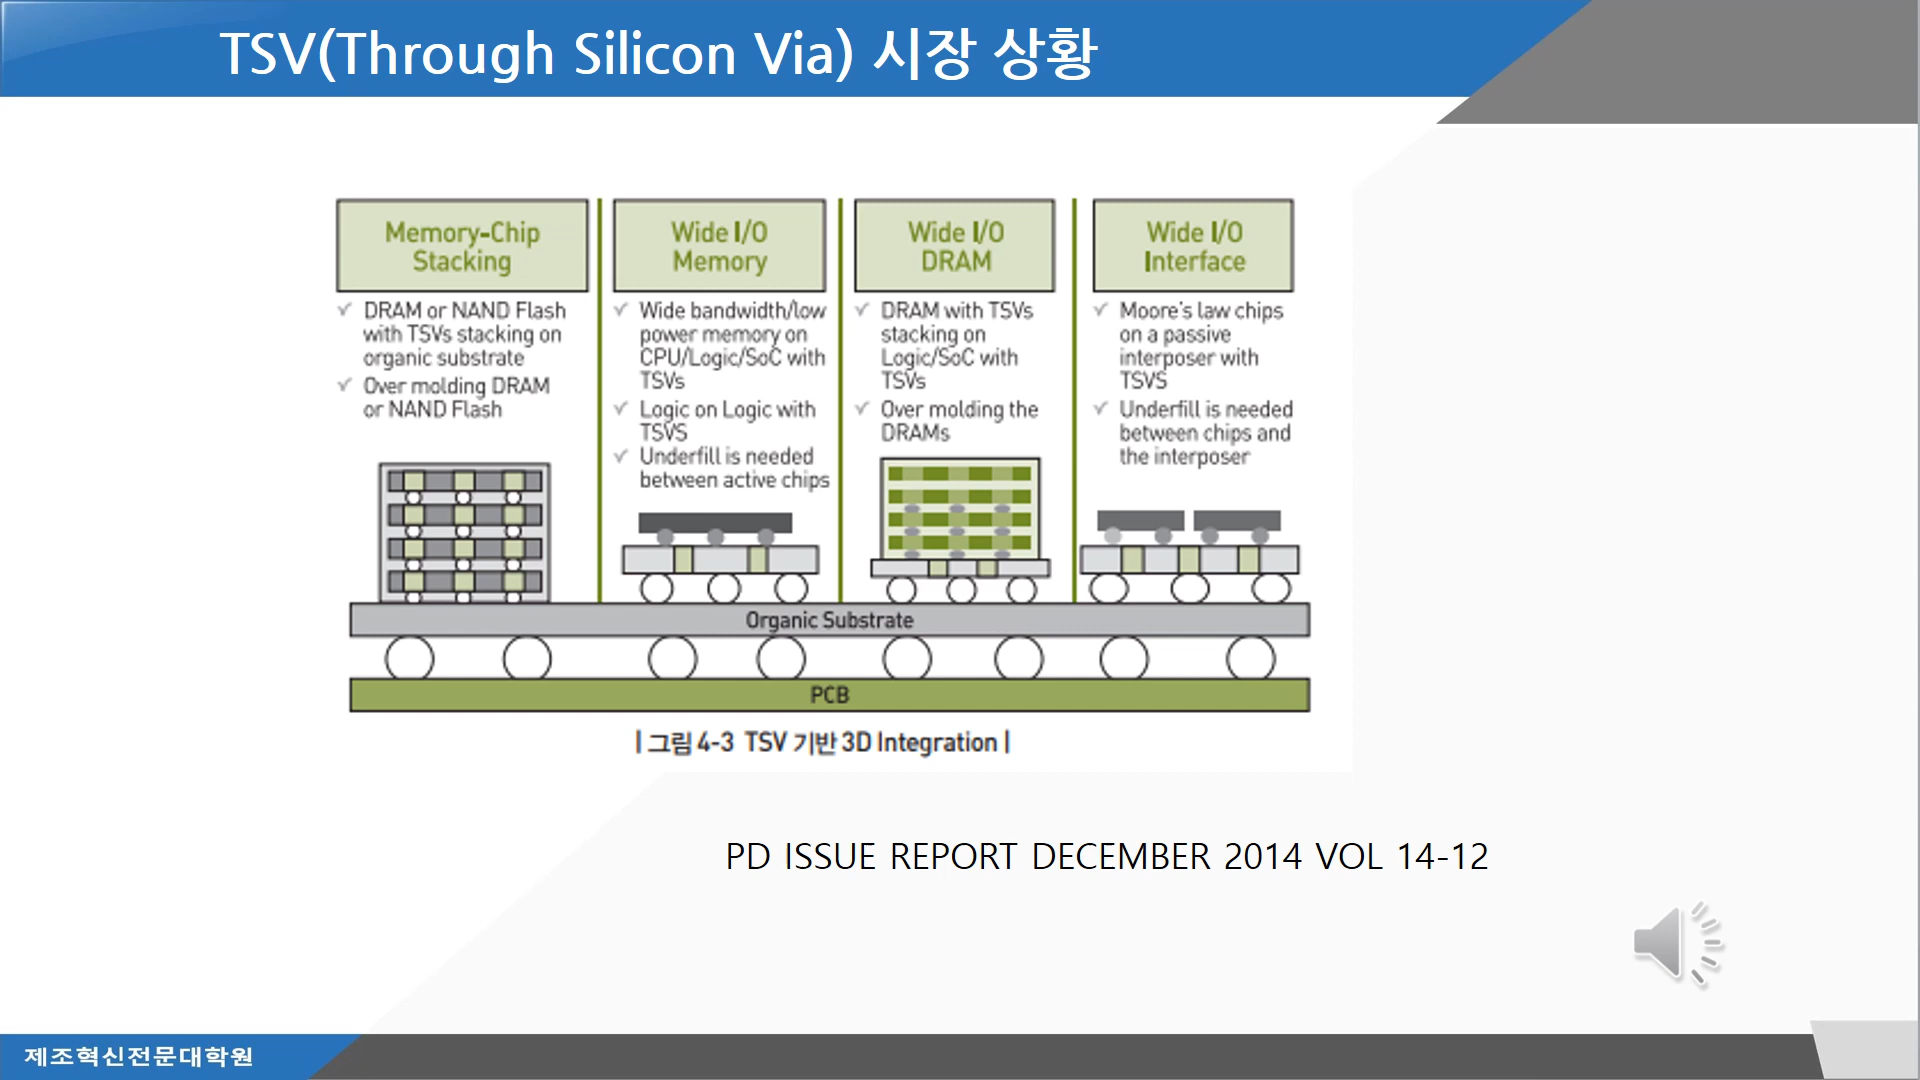 TSV(Through Silicon Via) 시장 상황
Memory-Chip
Stacking
✓ DRAM or NAND Flash
with TSVs stacking on
organic substrate
✓ Over molding DRAM
or NAND Flash
Wide I/O
Memory
✓ Wide bandwidth/low
power memory on
CPU/Logic/SoC with
TSVs
✓ Logic on Logic with
TSVS
✓ Underfill is needed
between active chips
Wide I/O
DRAM
✓ DRAM with TSVs
stacking on
Logic/SoC with
TSVs
✓ Over molding the
DRAMs
Wide I/O
Interface
✓ Moore's law chips
on a passive
interposer with
TSVS
✓ Underfill is needed
between chips and
the interposer
Organic Substrate
PCB
| 그림 4-3 TSV 기반 3D Integration |
PD ISSUE REPORT DECEMBER 2014 VOL 14-12
제조혁신전문대학원